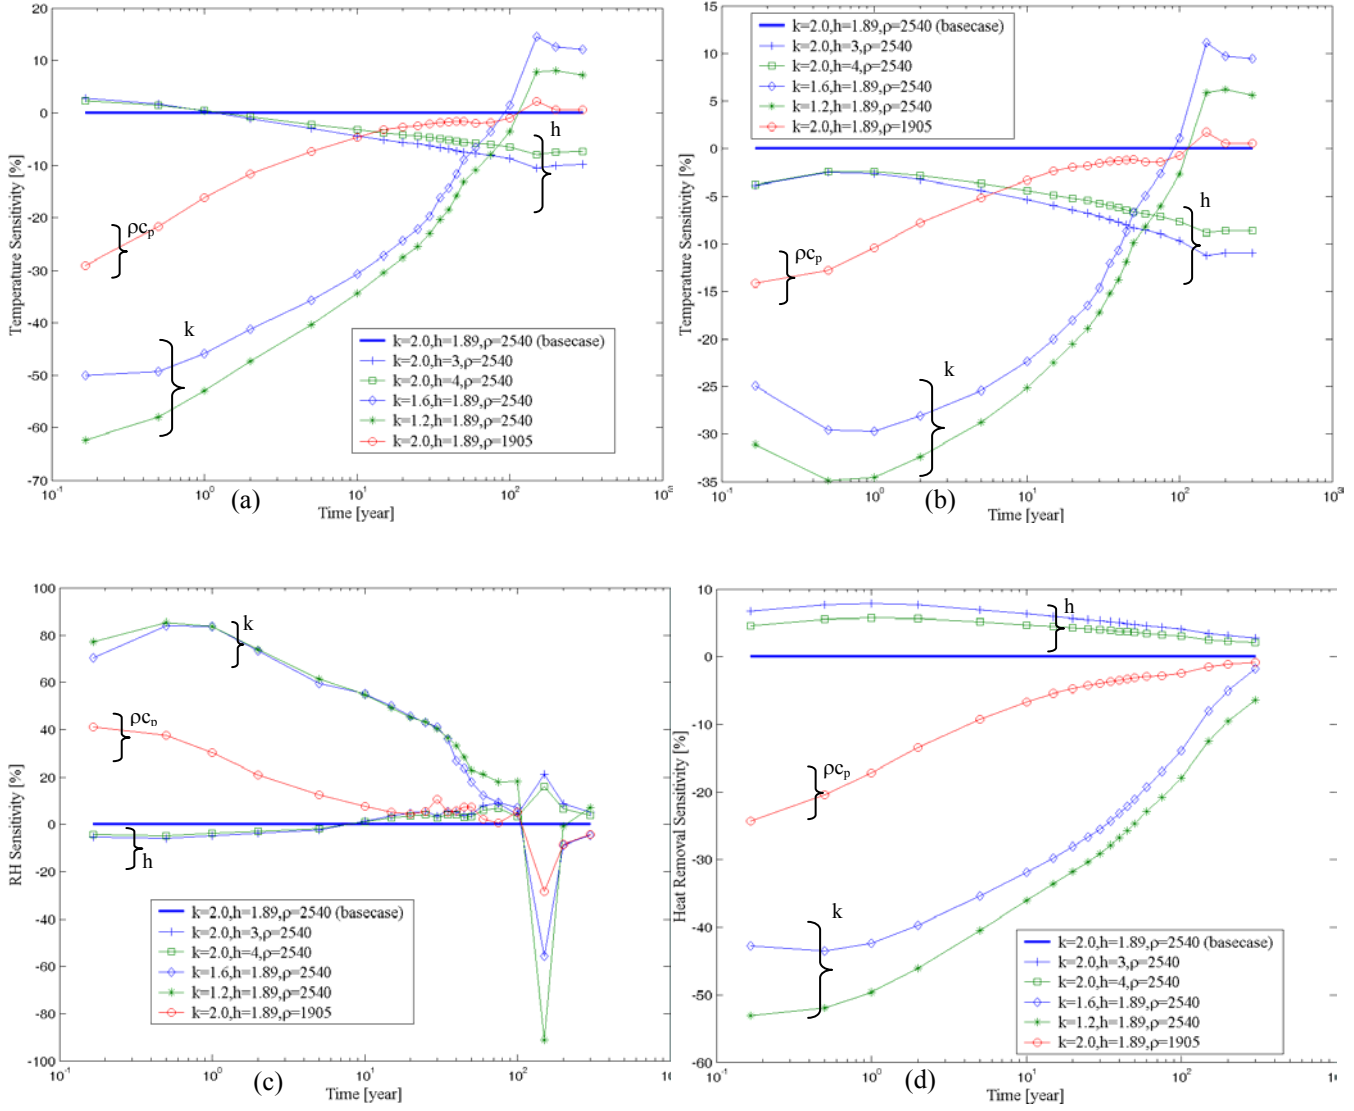 20
10
0
-10
-20
-30
-40
-50
-60
-70
Temperature Sensitivity [%]
h
ρcp
k
k=2.0,h=1.89,ρ=2540 (basecase)
k=2.0,h=3,ρ=2540
k=2.0,h=4,ρ=2540
k=1.6,h=1.89,ρ=2540
k=1.2,h=1.89,ρ=2540
k=2.0,h=1.89,ρ=1905
10-1 100 101 102
(a)
Time [year]
15
10
5
0
-5
-10
-15
-20
-25
-30
-35
Temperature Sensitivity [%]
k=2.0,h=1.89,ρ=2540 (basecase)
k=2.0,h=3,ρ=2540
k=2.0,h=4,ρ=2540
k=1.6,h=1.89,ρ=2540
k=1.2,h=1.89,ρ=2540
k=2.0,h=1.89,ρ=1905
h
ρcp
k
10-1 100 101 102
(b)
Time [year]
100
80
60
40
20
0
-20
-40
-60
-80
-100
RH Sensitivity [%]
k
ρcp
h
k=2.0,h=1.89,ρ=2540 (basecase)
k=2.0,h=3,ρ=2540
k=2.0,h=4,ρ=2540
k=1.6,h=1.89,ρ=2540
k=1.2,h=1.89,ρ=2540
k=2.0,h=1.89,ρ=1905
10-1 100 101 102 10
(c)
Time [year]
10
0
-10
-20
-30
-40
-50
-60
Heat Removal Sensitivity [%]
h
ρcp
k
k=2.0,h=1.89,ρ=2540 (basecase)
k=2.0,h=3,ρ=2540
k=2.0,h=4,ρ=2540
k=1.6,h=1.89,ρ=2540
k=1.2,h=1.89,ρ=2540
k=2.0,h=1.89,ρ=1905
10-1 100 101 102 10
(d)
Time [year]